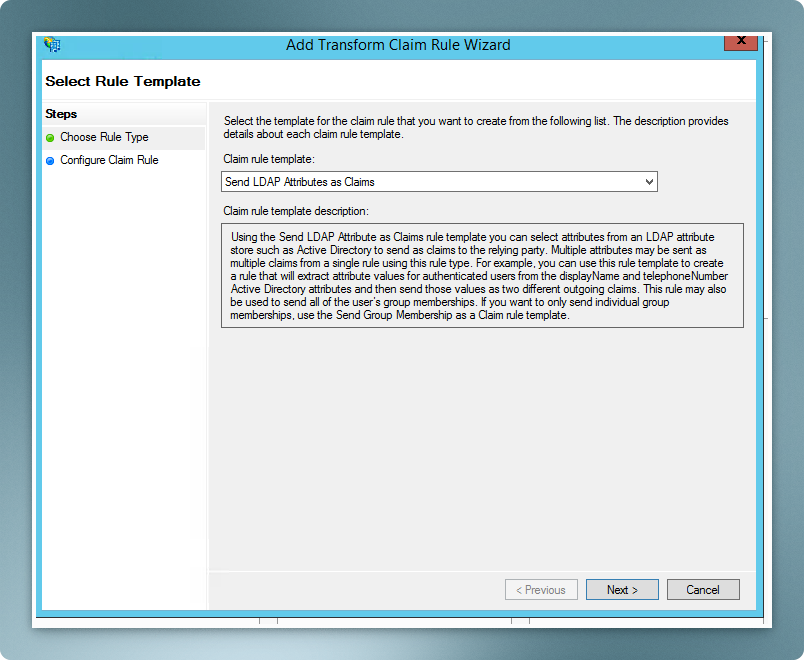 Add Transform Claim Rule Wizard
x
Select Rule Template
Steps
Choose Rule Type
Configure Claim Rule
Select the template for the claim rule that you want to create from the following list. The description provides
details about each claim rule template.
Claim rule template:
Send LDAP Attributes as Claims
Claim rule template description:
Using the Send LDAP Attribute as Claims rule template you can select attributes from an LDAP attribute
store such as Active Directory to send as claims to the relying party. Multiple attributes may be sent as
multiple claims from a single rule using this rule type. For example, you can use this rule template to create
a rule that will extract attribute values for authenticated users from the displayName and telephoneNumber
Active Directory attributes and then send those values as two different outgoing claims. This rule may also
be used to send all of the user's group memberships. If you want to only send individual group
memberships, use the Send Group Membership as a Claim rule template.
< Previous
Next >
Cancel